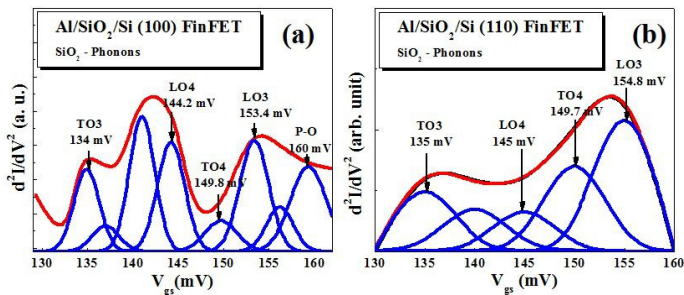 Al/SiO₂/Si (100) FinFET
SiO₂ - Phonons
(a)
d²I/dV² (a. u.)
TO3
134 mV
LO4
144.2 mV
TO4
149.8 mV
LO3
153.4 mV
P-O
160 mV
130 135 140 145 150 155 160
V_gs(mV)
Al/SiO₂/Si (110) FinFET
SiO₂ - Phonons
(b)
d²I/dV² (arb. unit)
TO3
135 mV
LO4
145 mV
TO4
149.7 mV
LO3
154.8 mV
130 135 140 145 150 155 160
V_gs (mV)